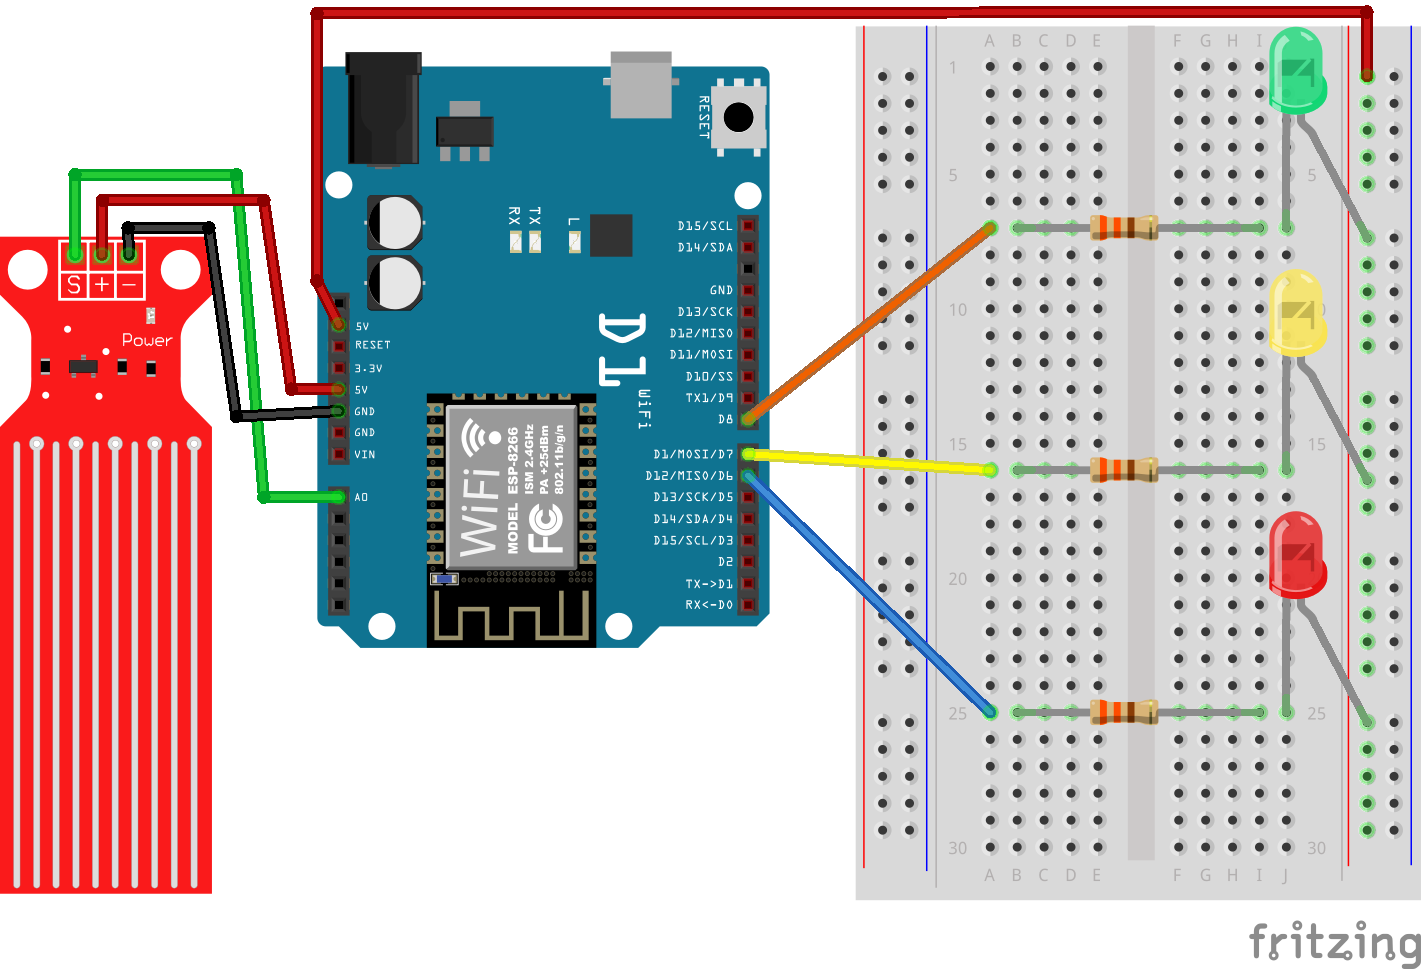 A B C D E F G H I
1
RESET
5 5
S + -
Power
RX TX L
D15/SCL
D14/SDA
GND
D13/SCK
D12/MISO
D11/MOSI
D10/SS
TX1/D9
D8
5V
RESET
3.3V
5V
GND
GND
VIN
A0
D1
WiFi
D1/MOSI/D7
D12/MISO/D6
D13/SCK/D5
D14/SDA/D4
D15/SCL/D3
D2
TX->D1
RX<-D0
WiFi
MODEL ESP-8266
ISM 2.4GHz
PA +25dBm
802.11b/g/n
FC
10
15 15
20
25 25
30 30
A B C D E F G H I J
fritzing